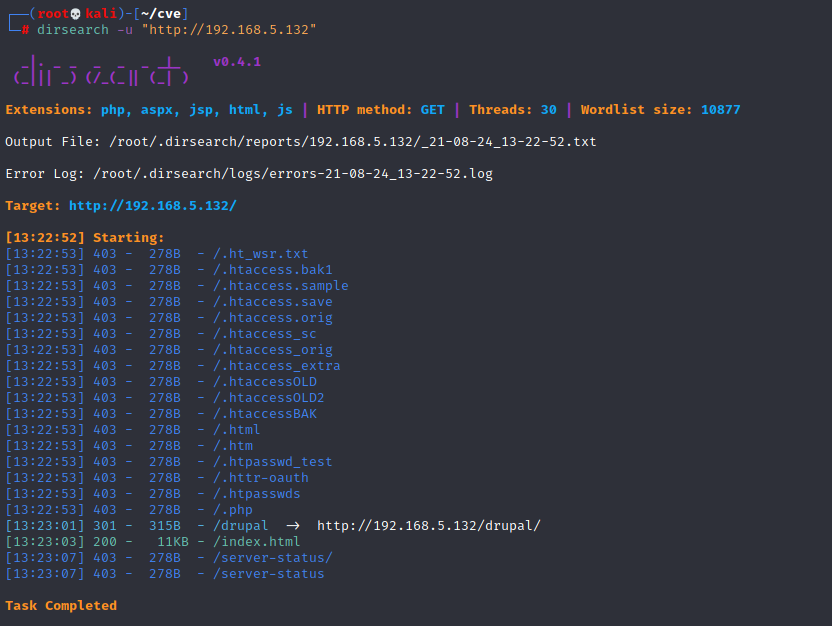 (root💀kali)-[~/cve]
# dirsearch -u "http://192.168.5.132"
dirsearch v0.4.1
Extensions: php, aspx, jsp, html, js | HTTP method: GET | Threads: 30 | Wordlist size: 10877
Output File: /root/.dirsearch/reports/192.168.5.132/_21-08-24_13-22-52.txt
Error Log: /root/.dirsearch/logs/errors-21-08-24_13-22-52.log
Target: http://192.168.5.132/
[13:22:52] Starting:
[13:22:53] 403 -  278B  - /.ht_wsr.txt
[13:22:53] 403 -  278B  - /.htaccess.bak1
[13:22:53] 403 -  278B  - /.htaccess.sample
[13:22:53] 403 -  278B  - /.htaccess.save
[13:22:53] 403 -  278B  - /.htaccess.orig
[13:22:53] 403 -  278B  - /.htaccess_sc
[13:22:53] 403 -  278B  - /.htaccess_orig
[13:22:53] 403 -  278B  - /.htaccess_extra
[13:22:53] 403 -  278B  - /.htaccessOLD
[13:22:53] 403 -  278B  - /.htaccessOLD2
[13:22:53] 403 -  278B  - /.htaccessBAK
[13:22:53] 403 -  278B  - /.html
[13:22:53] 403 -  278B  - /.htm
[13:22:53] 403 -  278B  - /.htpasswd_test
[13:22:53] 403 -  278B  - /.httr-oauth
[13:22:53] 403 -  278B  - /.htpasswds
[13:22:53] 403 -  278B  - /.php
[13:23:01] 301 -  315B  - /drupal  →  http://192.168.5.132/drupal/
[13:23:03] 200 -   11KB - /index.html
[13:23:07] 403 -  278B  - /server-status/
[13:23:07] 403 -  278B  - /server-status
Task Completed